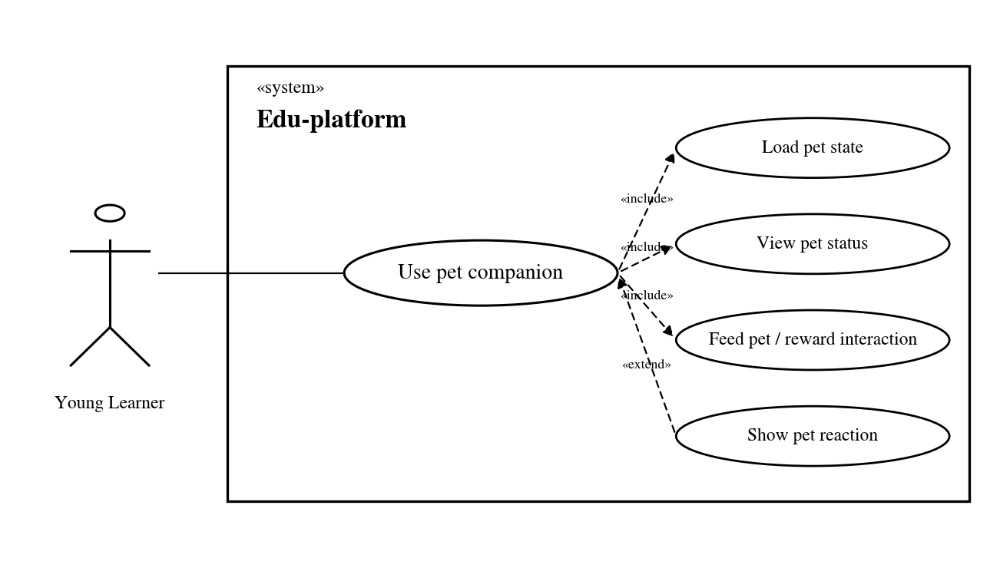 «system»
Edu-platform
Load pet state
«include»
View pet status
«include»
Use pet companion
«include»
Feed pet / reward interaction
«extend»
Young Learner
Show pet reaction